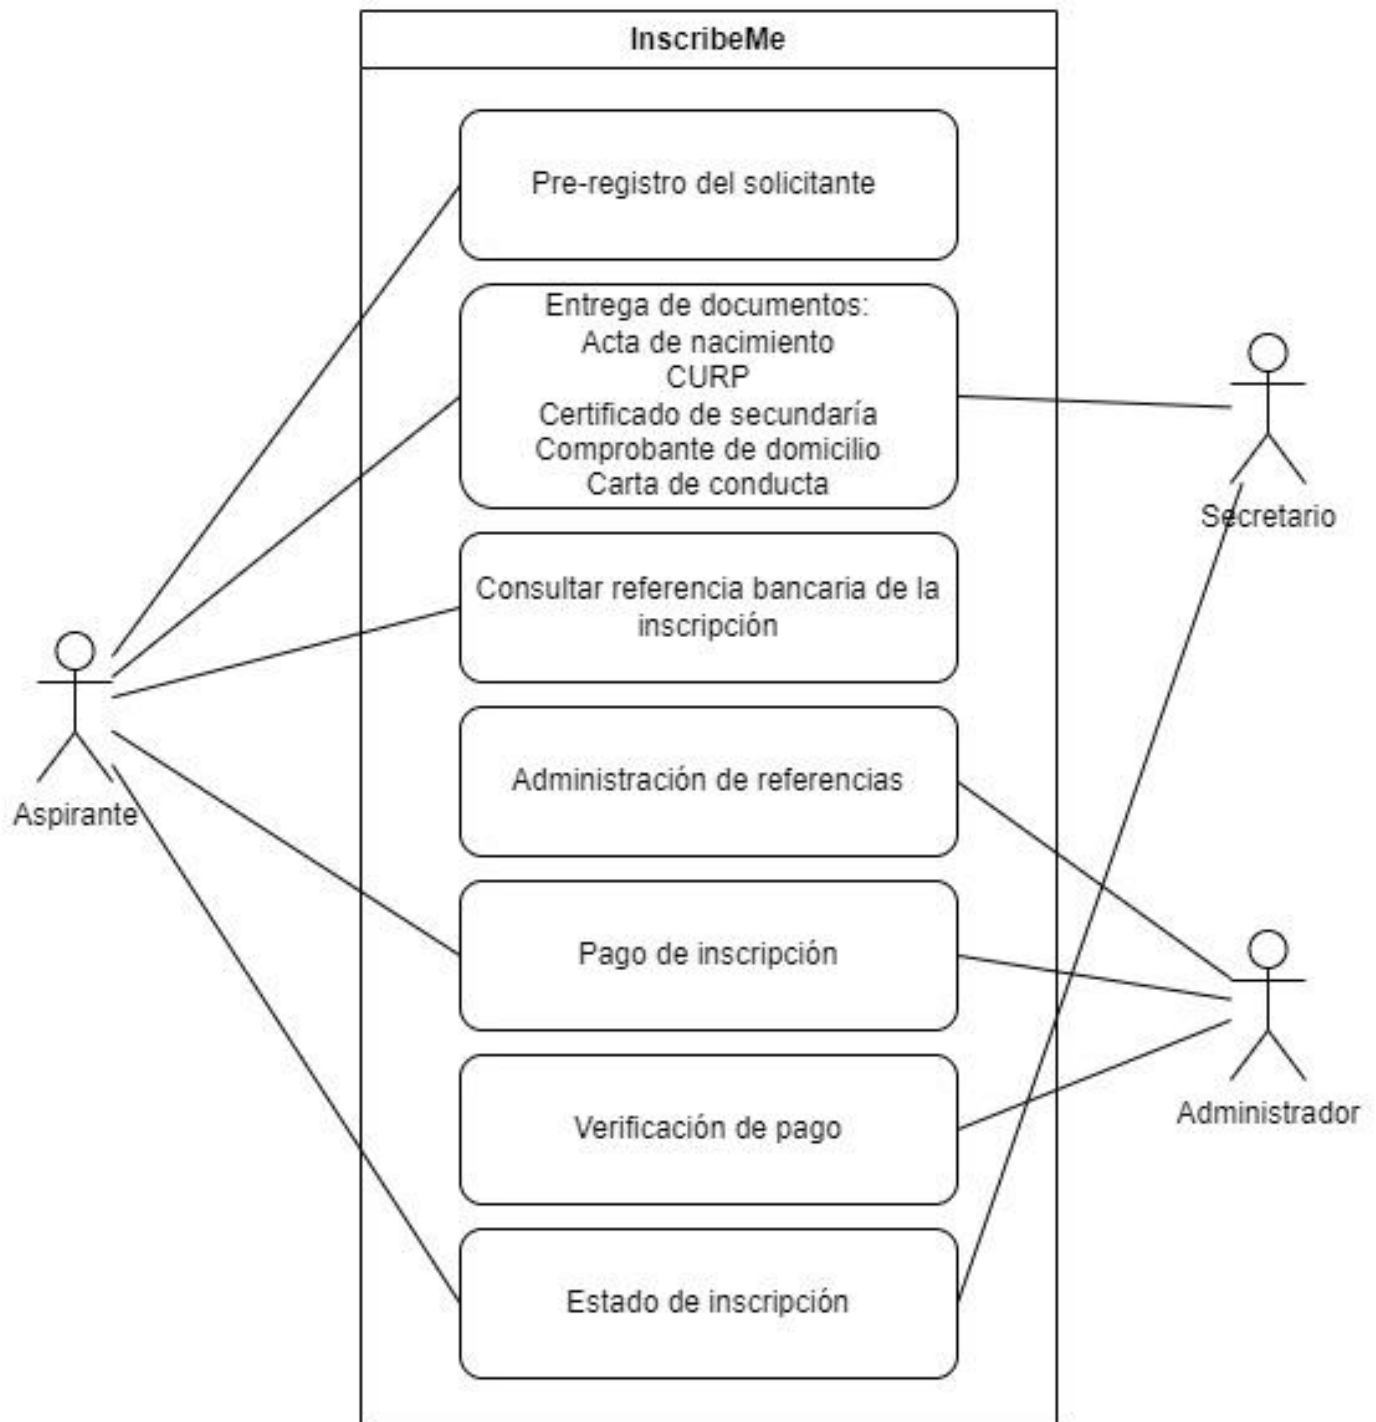 InscribeMe
Pre-registro del solicitante
Entrega de documentos:
Acta de nacimiento
CURP
Certificado de secundaría
Comprobante de domicilio
Carta de conducta
Secretario
Consultar referencia bancaria de la
inscripción
Aspirante
Administración de referencias
Pago de inscripción
Administrador
Verificación de pago
Estado de inscripción